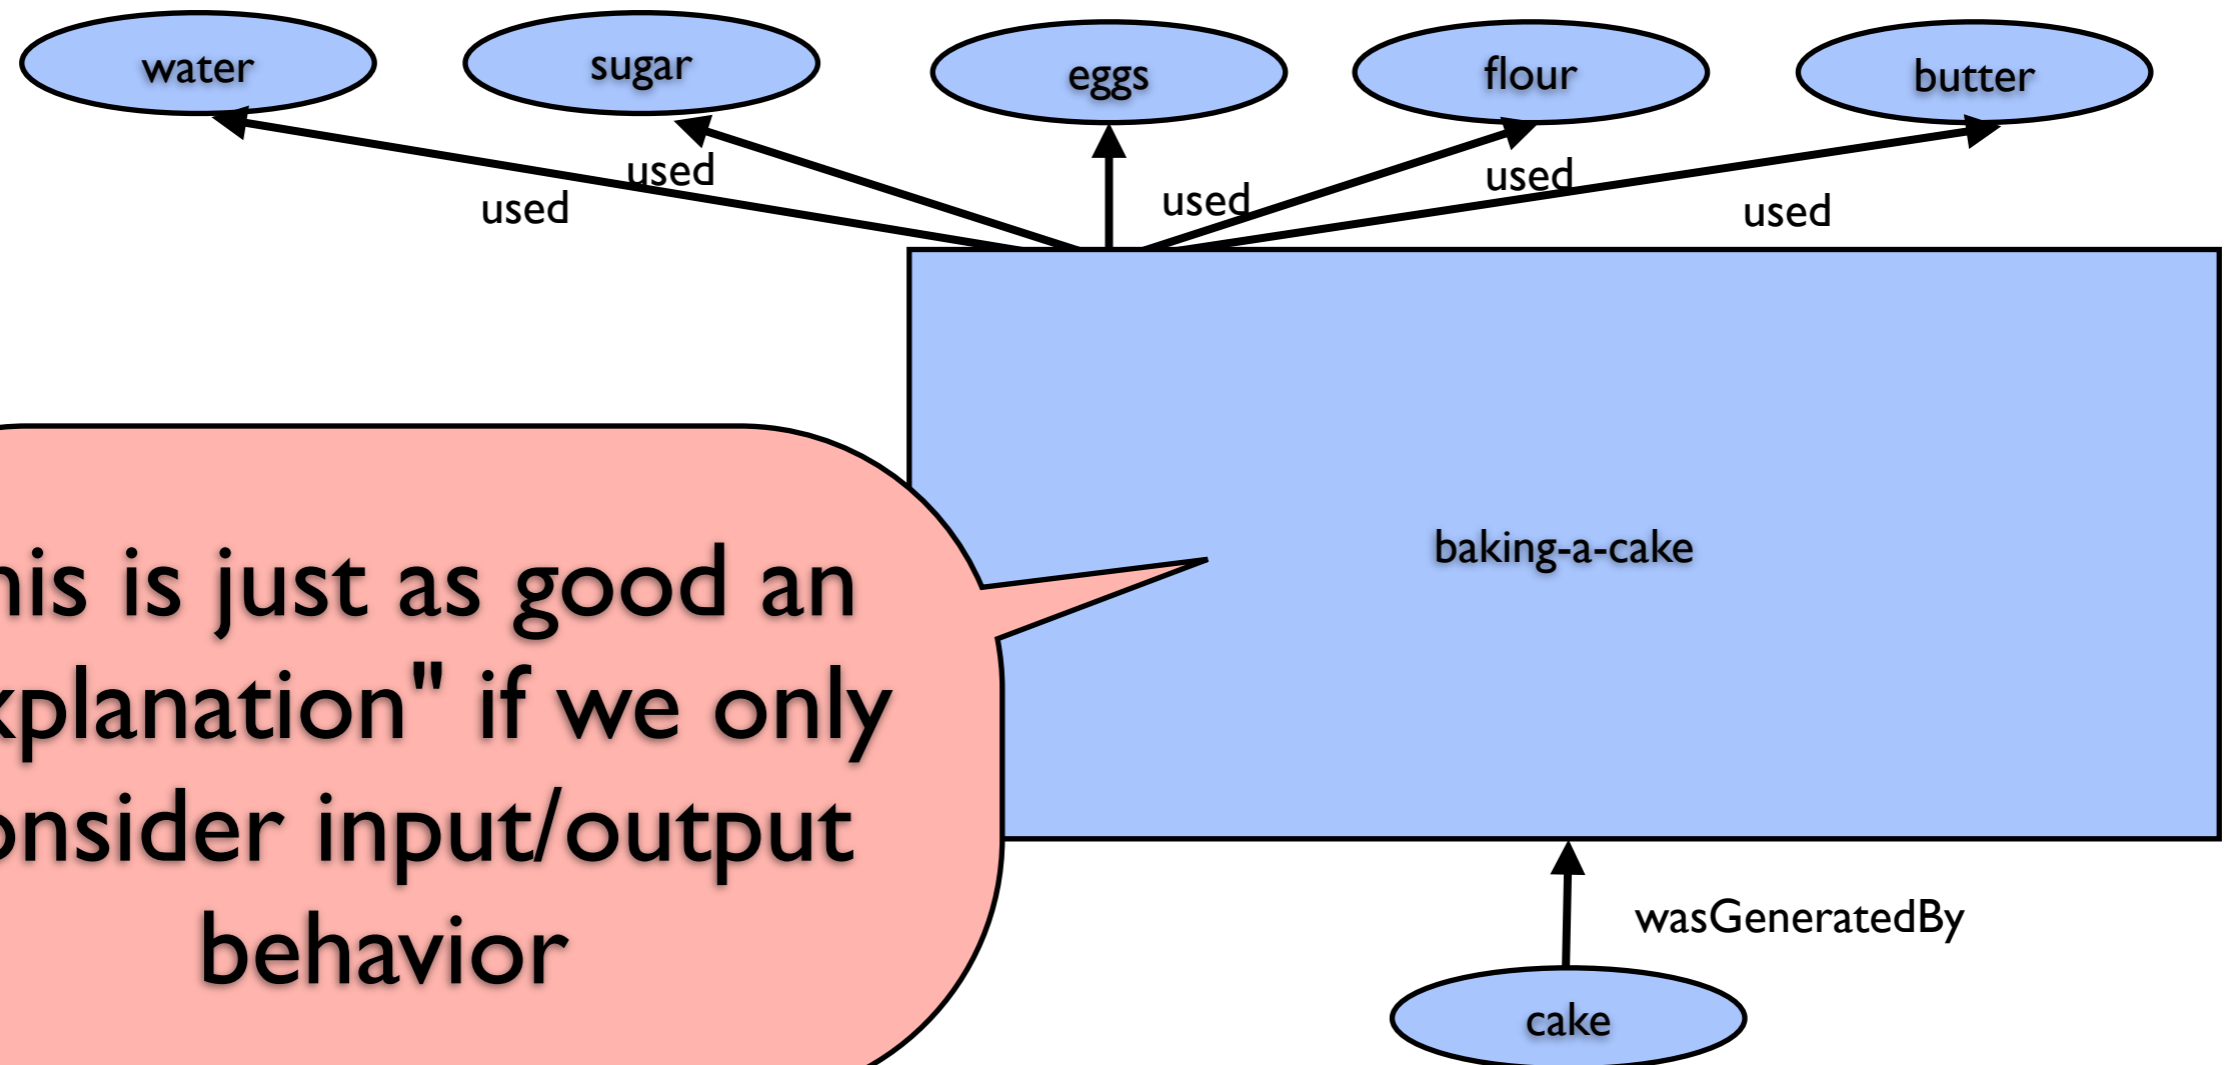 water
sugar
eggs
flour
butter
used
used
used
used
used
baking-a-cake
his is just as good an
xplanation" if we only
onsider input/output
behavior
wasGeneratedBy
cake